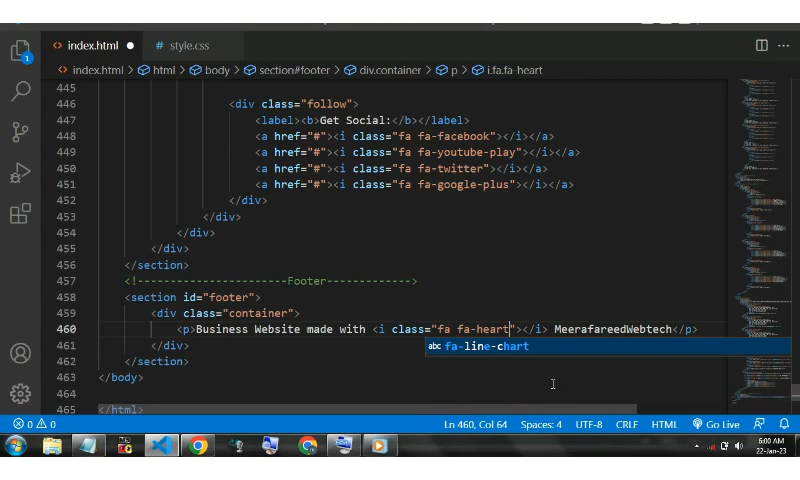 index.html
style.css
index.html > html > body > section#footer > div.container > p > i.fa.fa-heart
1
445
446 <div class="follow">
447 <label><b>Get Social:</b></label>
448 <a href="#"><i class="fa fa-facebook"></i></a>
449 <a href="#"><i class="fa fa-youtube-play"></i></a>
450 <a href="#"><i class="fa fa-twitter"></i></a>
451 <a href="#"><i class="fa fa-google-plus"></i></a>
452 </div>
453 </div>
454 </div>
455 </div>
456 </section>
457 <!-----------------------Footer------------->
458 <section id="footer">
459 <div class="container">
460 <p>Business Website made with <i class="fa fa-heart"></i> MeerafareedWebtech</p>
461 </div>
abc fa-line-chart
462 </section>
463 </body>
464
465 </html>
0 0
Ln 460, Col 64 Spaces: 4 UTF-8 CRLF HTML Go Live
6:00 AM
22-Jan-23